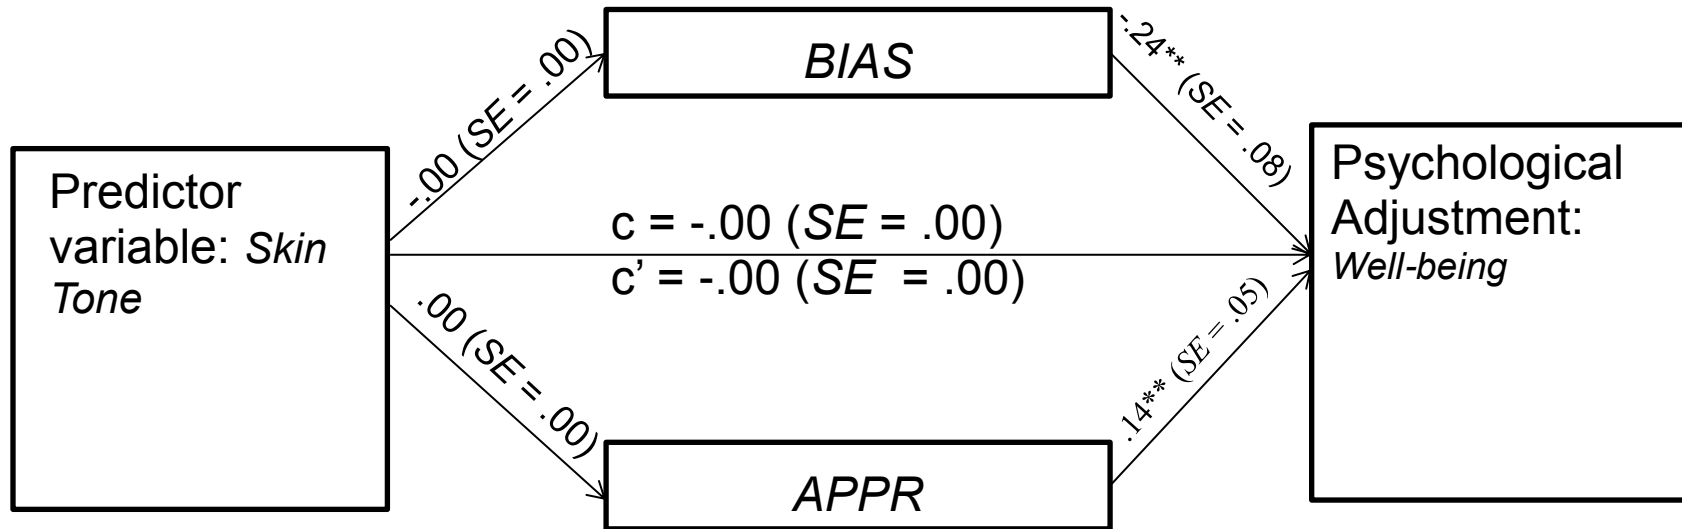 BIAS
-.00 (SE = .00)
-.24** (SE = .08)
Predictor
variable: Skin
Tone
c = -.00 (SE = .00)
c’ = -.00 (SE = .00)
Psychological
Adjustment:
Well-being
.00 (SE = .00)
.14** (SE = .05)
APPR